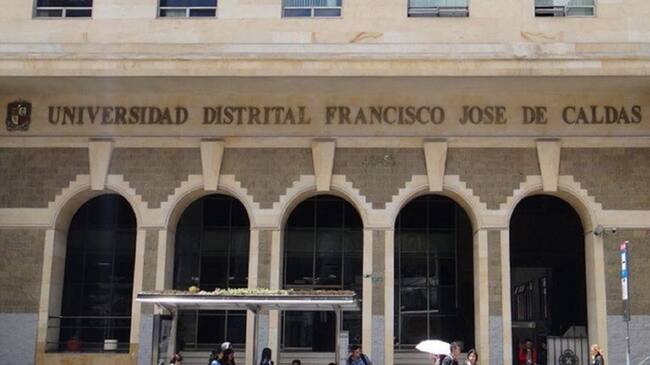 UNIVERSIDAD DISTRITAL FRANCISCO JOSE DE CALDAS